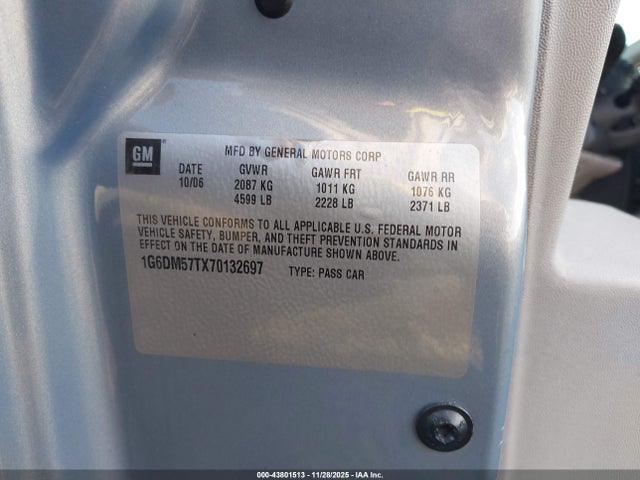 GM
MFD BY GENERAL MOTORS CORP
DATE GVWR GAWR FRT GAWR RR
10/06 2087 KG 1011 KG 1076 KG
4599 LB 2228 LB 2371 LB
THIS VEHICLE CONFORMS TO ALL APPLICABLE U.S. FEDERAL MOTOR
VEHICLE SAFETY, BUMPER, AND THEFT PREVENTION STANDARDS IN
EFFECT ON THE DATE OF MANUFACTURE SHOWN ABOVE.
1G6DM57TX70132697 TYPE: PASS CAR
000-43801513 - 11/28/2025 - IAA Inc.